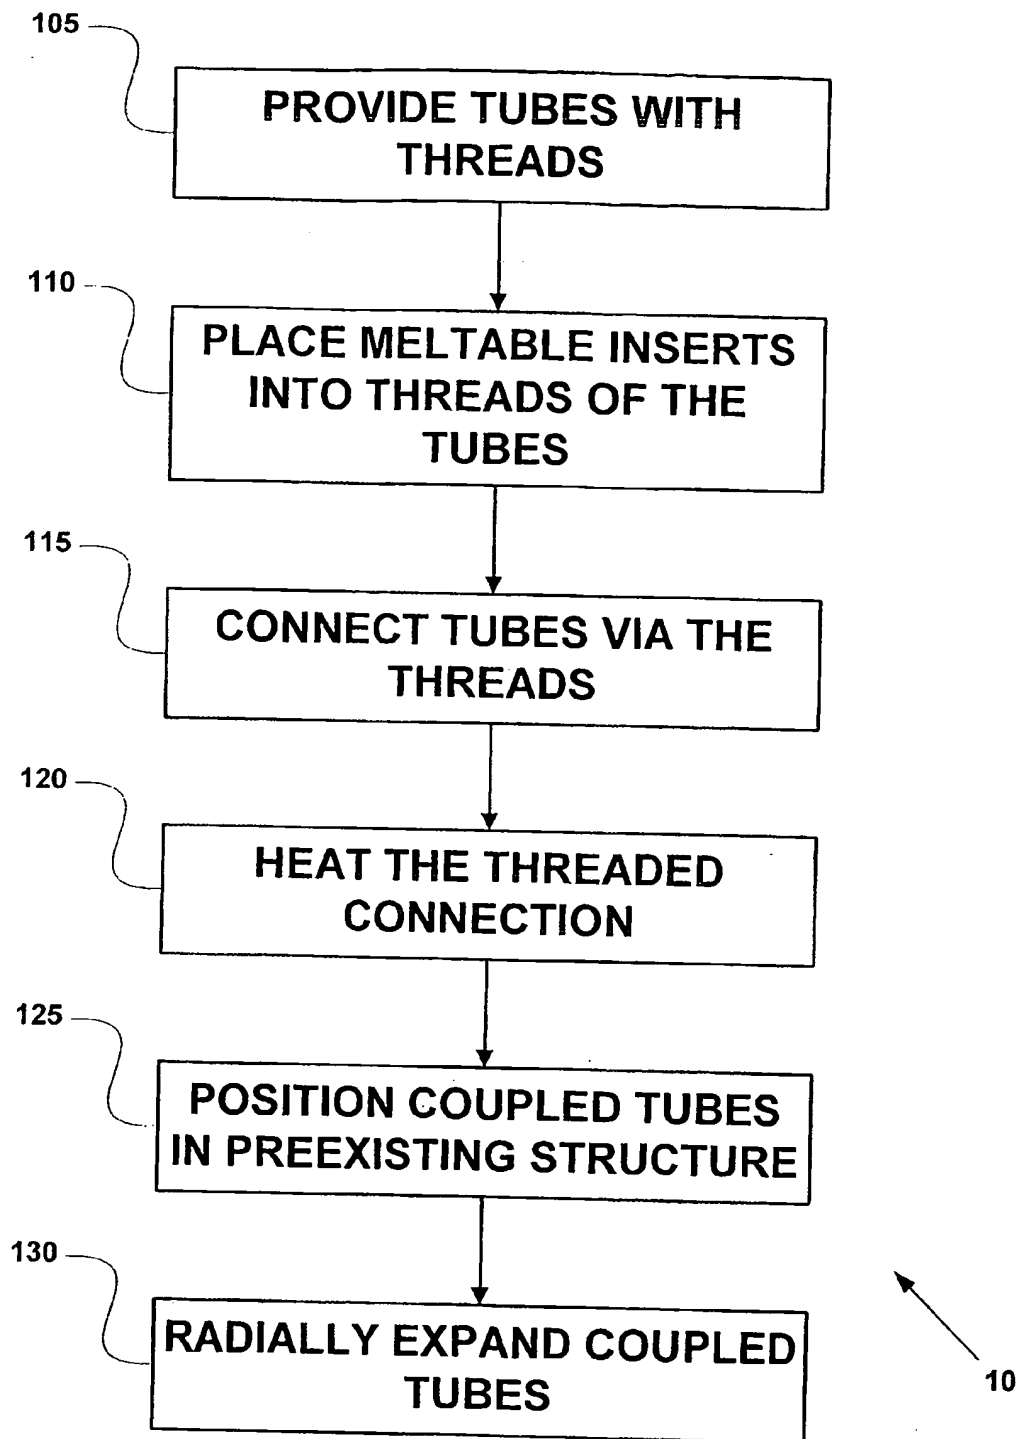 105
PROVIDE TUBES WITH
THREADS
110
PLACE MELTABLE INSERTS
INTO THREADS OF THE
TUBES
115
CONNECT TUBES VIA THE
THREADS
120
HEAT THE THREADED
CONNECTION
125
POSITION COUPLED TUBES
IN PREEXISTING STRUCTURE
130
RADIALLY EXPAND COUPLED
TUBES
10